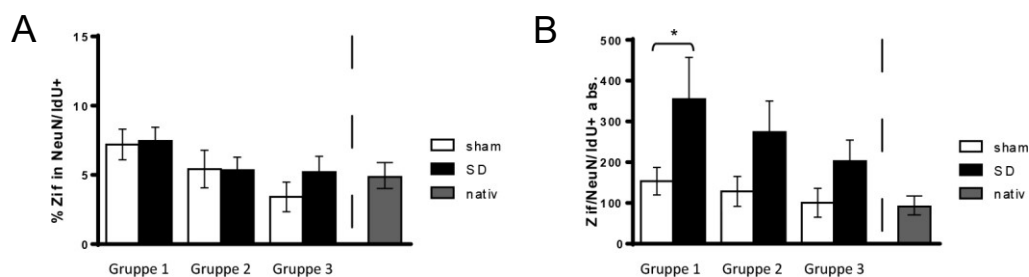 A
% Zif in NeuN/IdU+
15
10
5
0
Gruppe 1
Gruppe 2
Gruppe 3
sham
SD
nativ
B
Zif/NeuN/IdU+ abs.
500
400
300
200
100
0
*
Gruppe 1
Gruppe 2
Gruppe 3
sham
SD
nativ